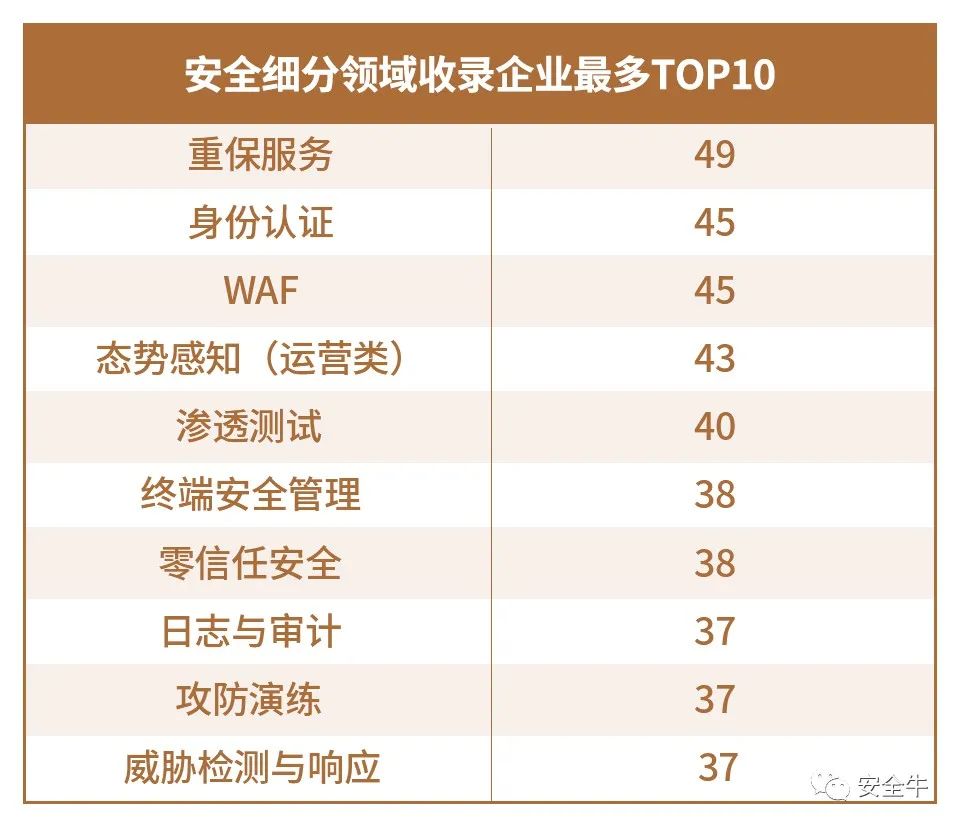 安全细分领域收录企业最多TOP10
重保服务 49
身份认证 45
WAF 45
态势感知（运营类） 43
渗透测试 40
终端安全管理 38
零信任安全 38
日志与审计 37
攻防演练 37
威胁检测与响应 37
安全牛